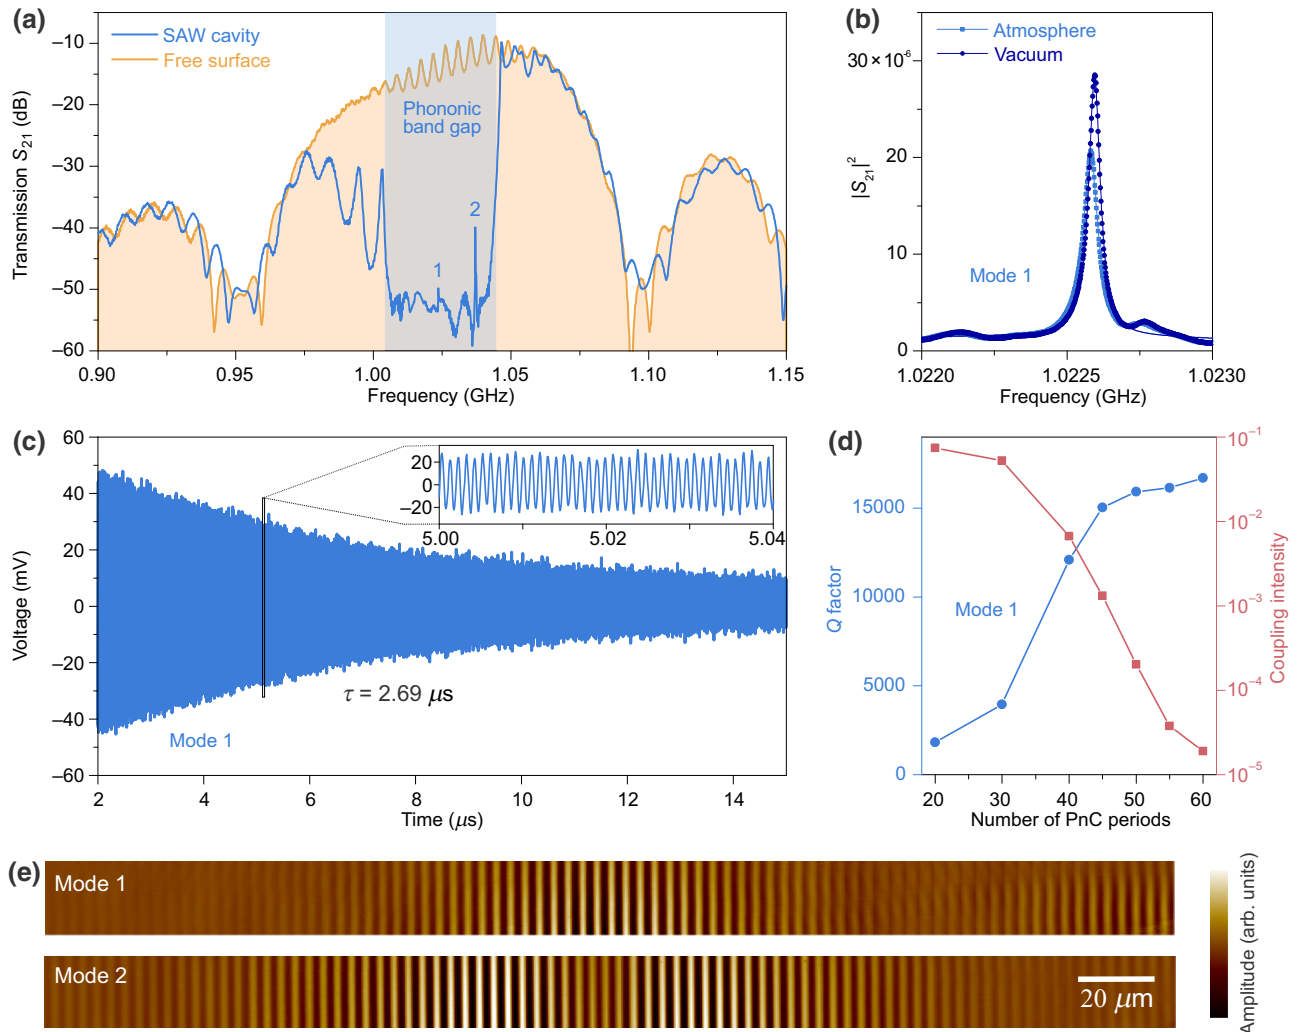 (a)
SAW cavity
Free surface
Phononic
band gap
1
2
Transmission S21 (dB)
−10
−20
−30
−40
−50
−60
0.90
0.95
1.00
1.05
1.10
1.15
Frequency (GHz)
(b)
Atmosphere
Vacuum
30 × 10⁻⁶
20
10
0
|S21|²
Mode 1
1.0220
1.0225
1.0230
Frequency (GHz)
(c)
60
40
20
0
−20
−40
−60
Voltage (mV)
20
0
−20
5.00
5.02
5.04
τ = 2.69 μs
Mode 1
2
4
6
8
10
12
14
Time (μs)
(d)
15000
10000
5000
0
Q factor
Mode 1
10⁻¹
10⁻²
10⁻³
10⁻⁴
10⁻⁵
Coupling intensity
20
30
40
50
60
Number of PnC periods
(e)
Mode 1
Mode 2
20 μm
Amplitude (arb. units)